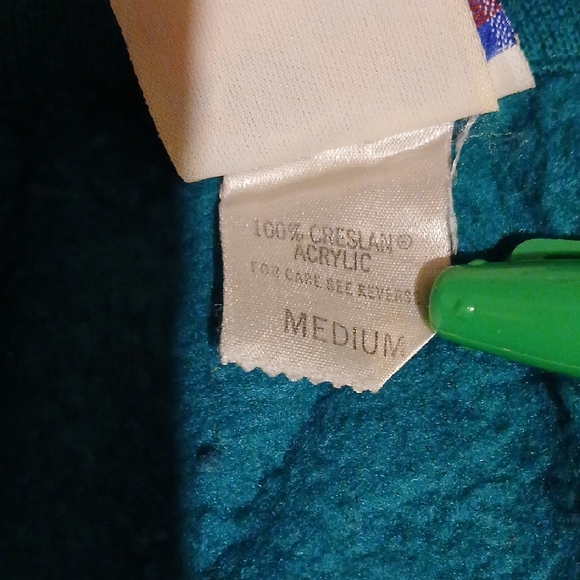 100% CRESLAN®
ACRYLIC
FOR CARE SEE REVERSE
MEDIUM